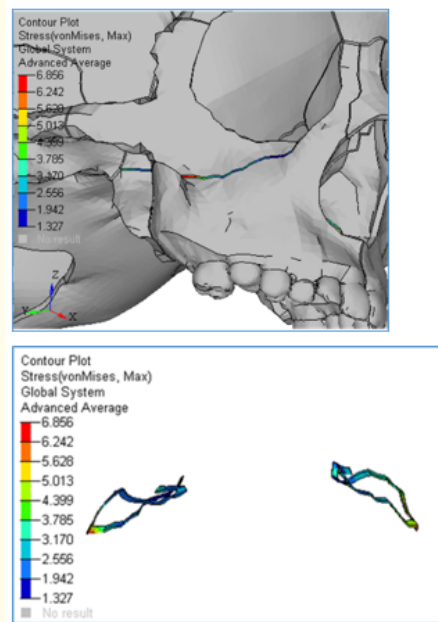 Contour Plot
Stress(vonMises, Max)
Global System
Advanced Average
6.856
6.242
5.628
5.013
4.399
3.785
3.170
2.556
1.942
1.327
No result
Z
Y
X
Contour Plot
Stress(vonMises, Max)
Global System
Advanced Average
6.856
6.242
5.628
5.013
4.399
3.785
3.170
2.556
1.942
1.327
No result